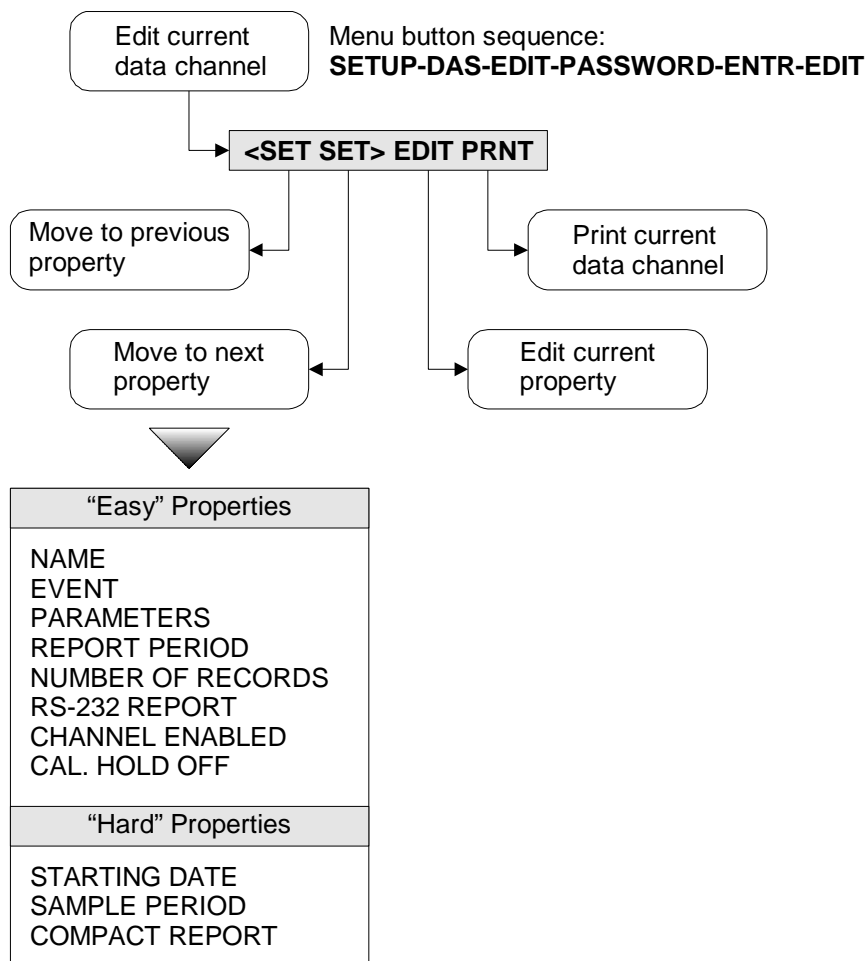 Edit current
data channel
Menu button sequence:
SETUP-DAS-EDIT-PASSWORD-ENTR-EDIT
<SET SET> EDIT PRNT
Move to previous
property
Print current
data channel
Move to next
property
Edit current
property
“Easy” Properties
NAME
EVENT
PARAMETERS
REPORT PERIOD
NUMBER OF RECORDS
RS-232 REPORT
CHANNEL ENABLED
CAL. HOLD OFF
“Hard” Properties
STARTING DATE
SAMPLE PERIOD
COMPACT REPORT